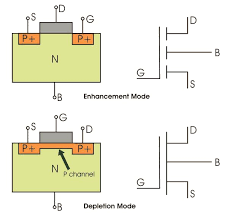 G
S D
P+ P+
N
B
Enhancement Mode
D
B
G
S
G
S D
P+ P+
N
P channel
B
Depletion Mode
D
B
G
S